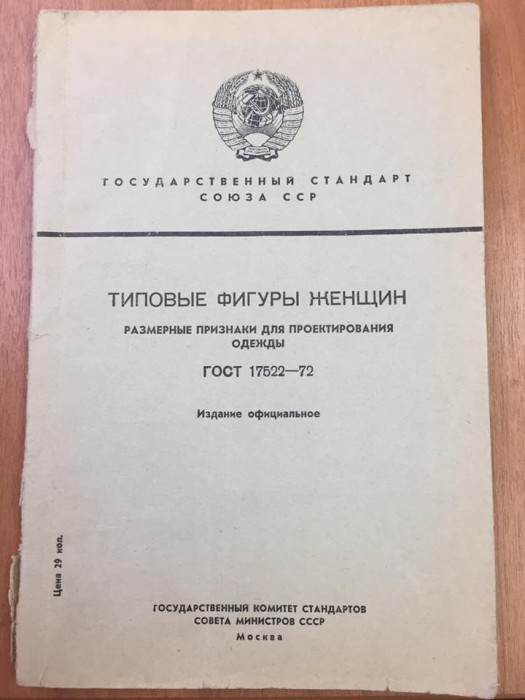 ГОСУДАРСТВЕННЫЙ СТАНДАРТ
СОЮЗА ССР
ТИПОВЫЕ ФИГУРЫ ЖЕНЩИН
РАЗМЕРНЫЕ ПРИЗНАКИ ДЛЯ ПРОЕКТИРОВАНИЯ
ОДЕЖДЫ
ГОСТ 17522—72
Издание официальное
Цена 29 коп.
ГОСУДАРСТВЕННЫЙ КОМИТЕТ СТАНДАРТОВ
СОВЕТА МИНИСТРОВ СССР
Москва